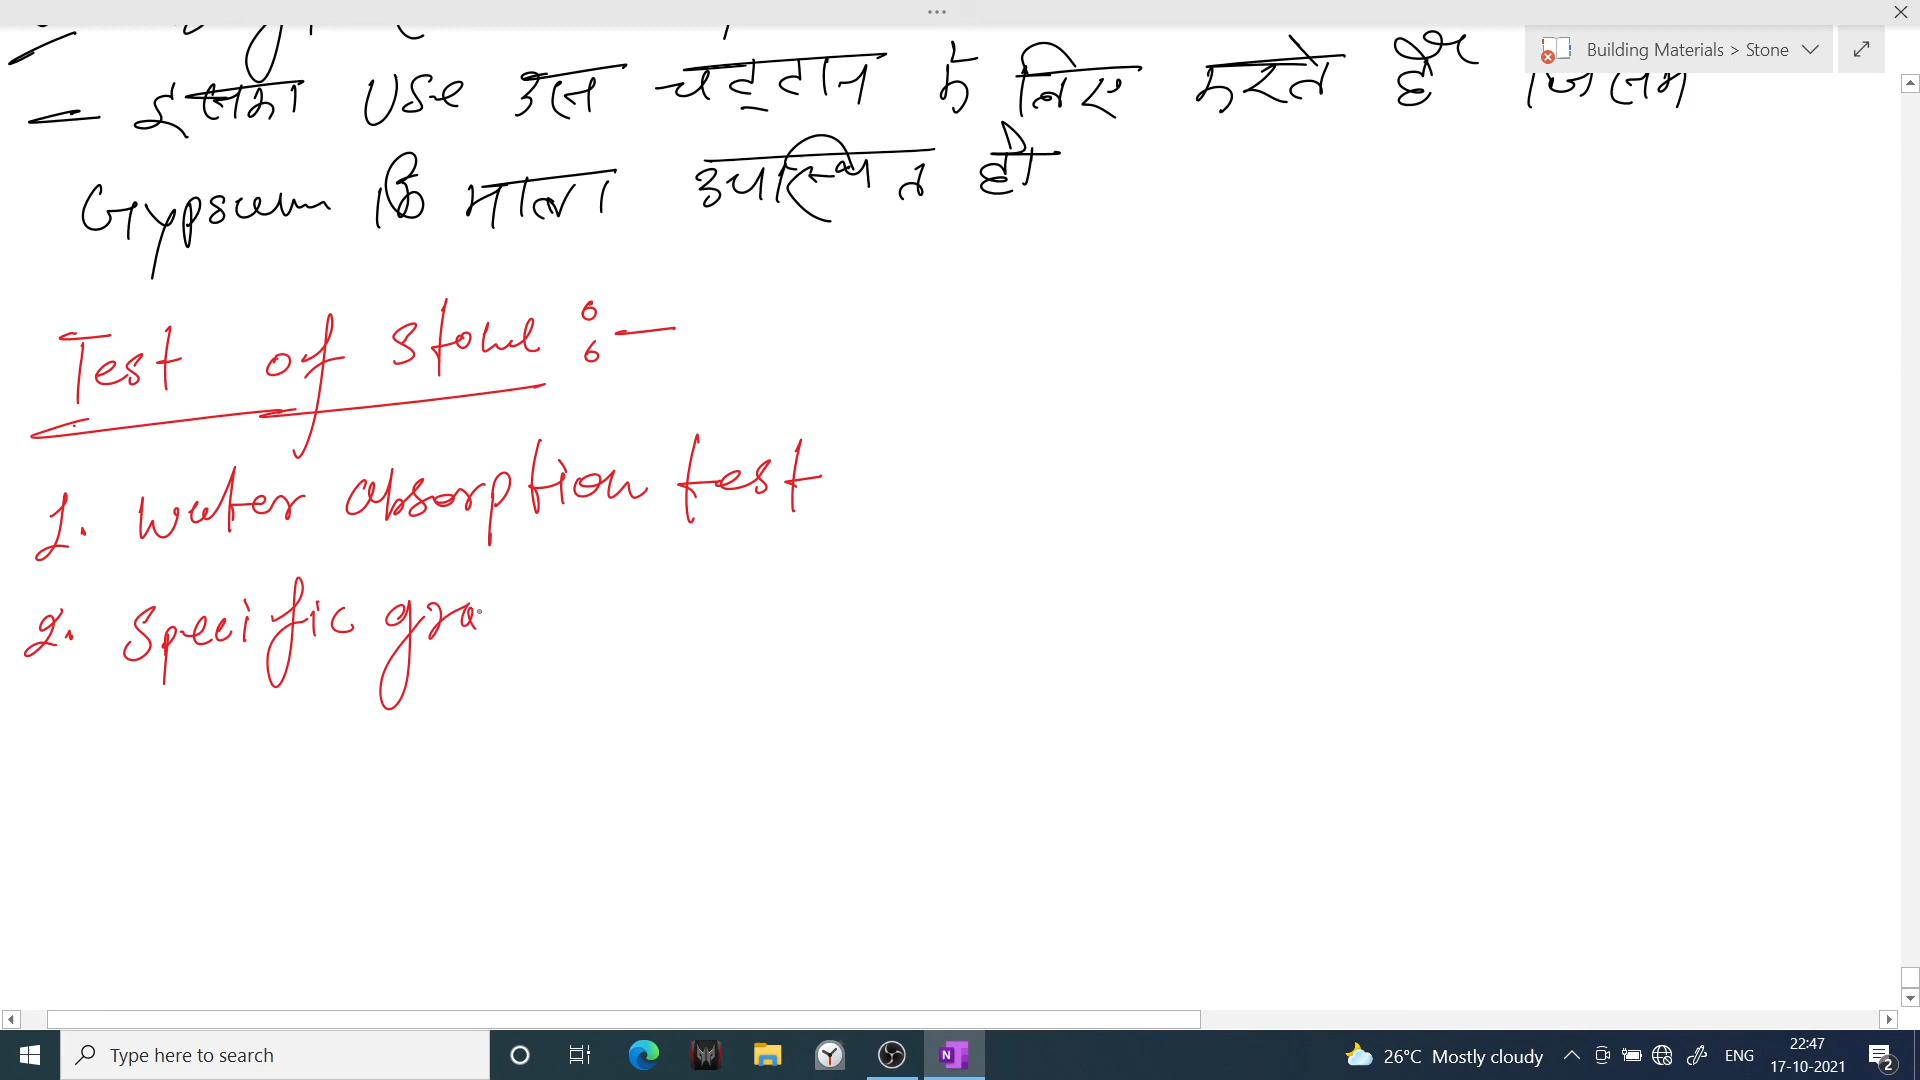 Building Materials > Stone
इसका use उस चट्टान के लिए करते हैं जिसमें
Gypsum कि मात्रा उपस्थित हो
Test of Stone :-
1. Water absorption test
2. Specific gra
Type here to search
26°C Mostly cloudy
ENG
22:47
17-10-2021
2